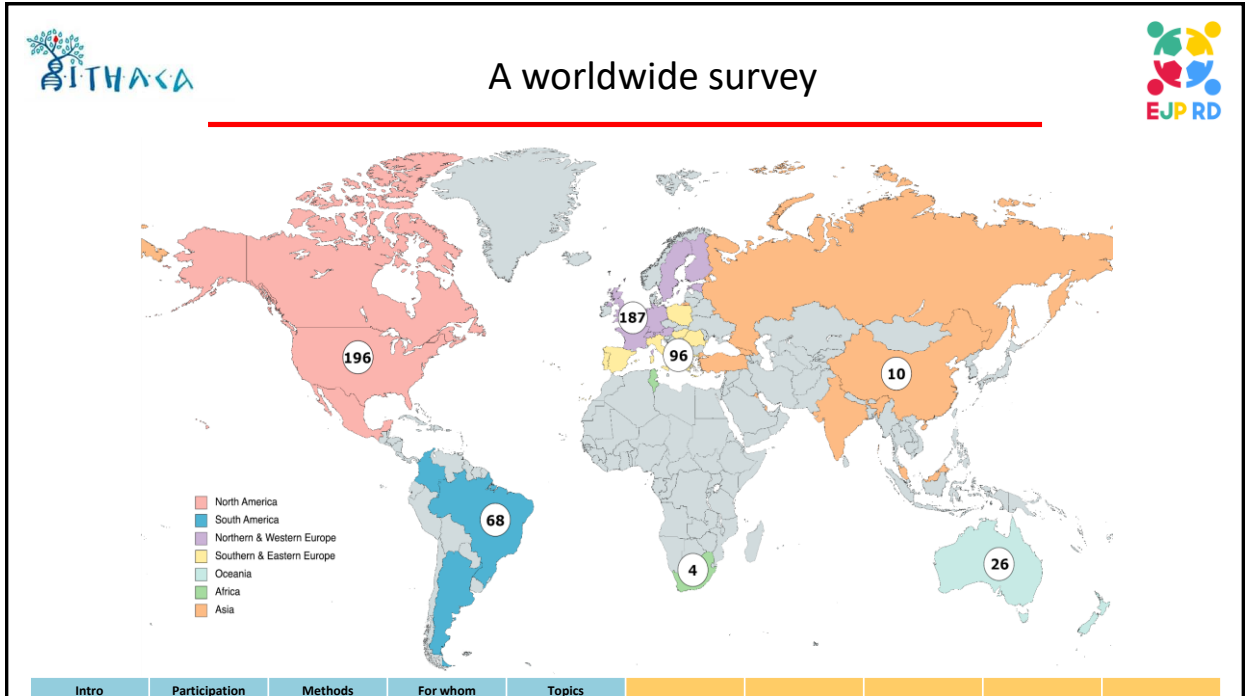 ITHACA
A worldwide survey
EJP RD
187
196
96
10
68
4
26
North America
South America
Northern & Western Europe
Southern & Eastern Europe
Oceania
Africa
Asia
Intro Participation Methods For whom Topics